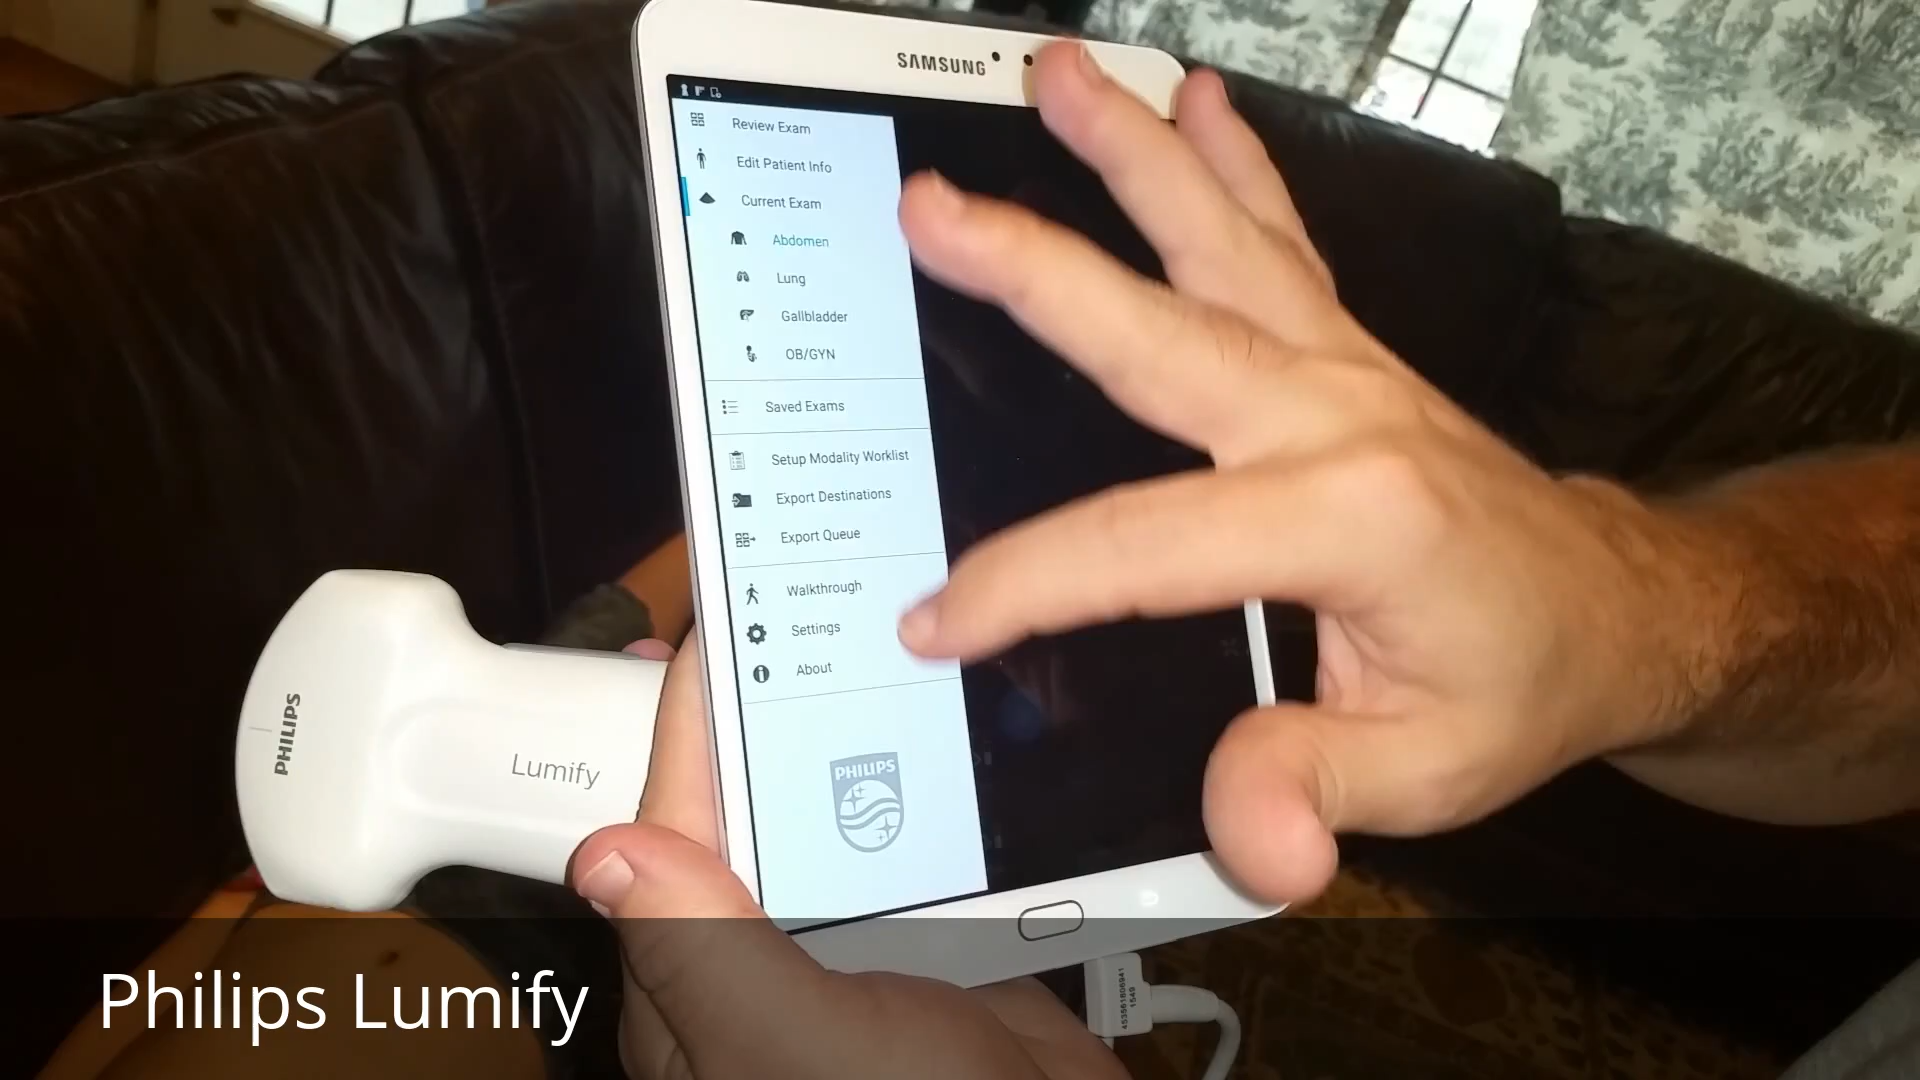 SAMSUNG
Review Exam
Edit Patient Info
Current Exam
Abdomen
Lung
Gallbladder
OB/GYN
Saved Exams
Setup Modality Worklist
Export Destinations
Export Queue
Walkthrough
Settings
About
PHILIPS
PHILIPS
Lumify
1549
Philips Lumify